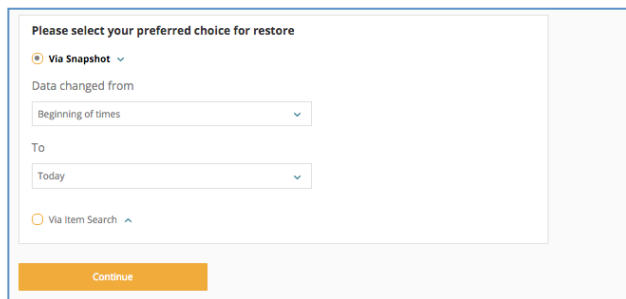 Please select your preferred choice for restore
Via Snapshot
Data changed from
Beginning of times
To
Today
Via Item Search
Continue